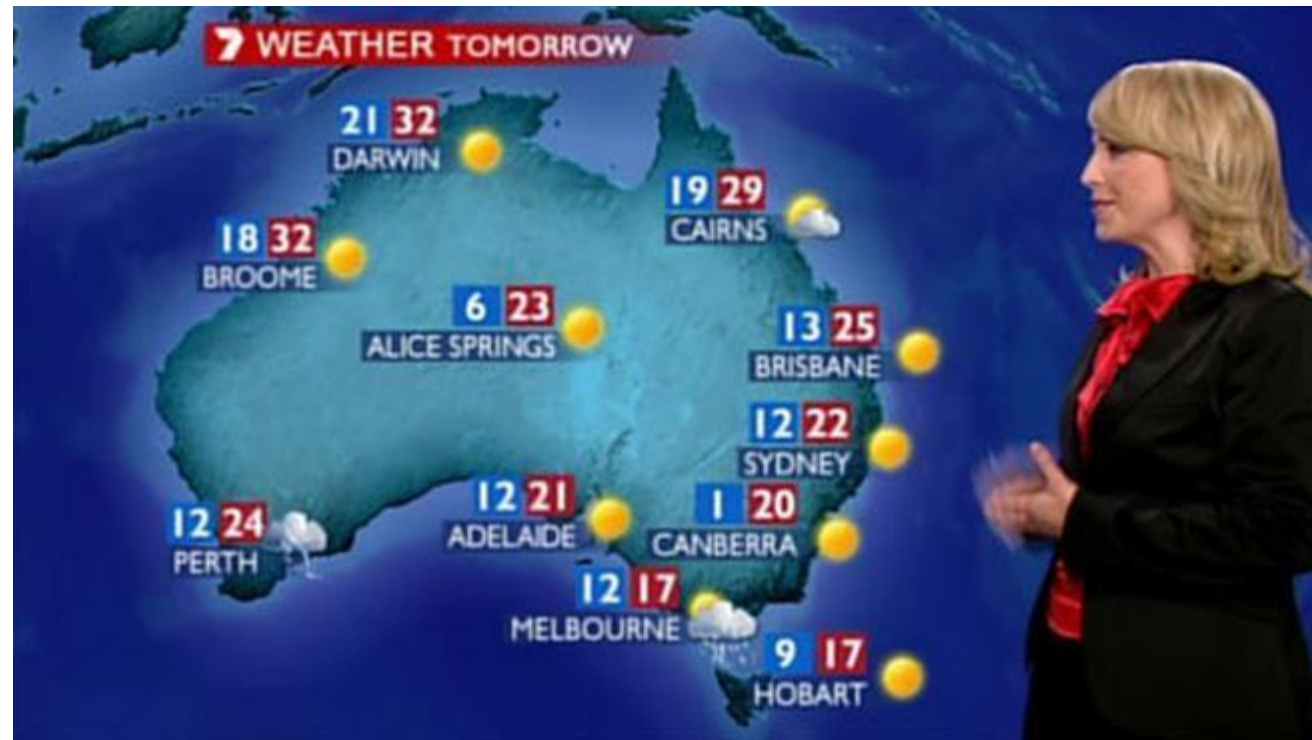 7 WEATHER TOMORROW
21 32
DARWIN
19 29
CAIRNS
18 32
BROOME
6 23
ALICE SPRINGS
13 25
BRISBANE
12 22
SYDNEY
12 21
ADELAIDE
1 20
CANBERRA
12 24
PERTH
12 17
MELBOURNE
9 17
HOBART